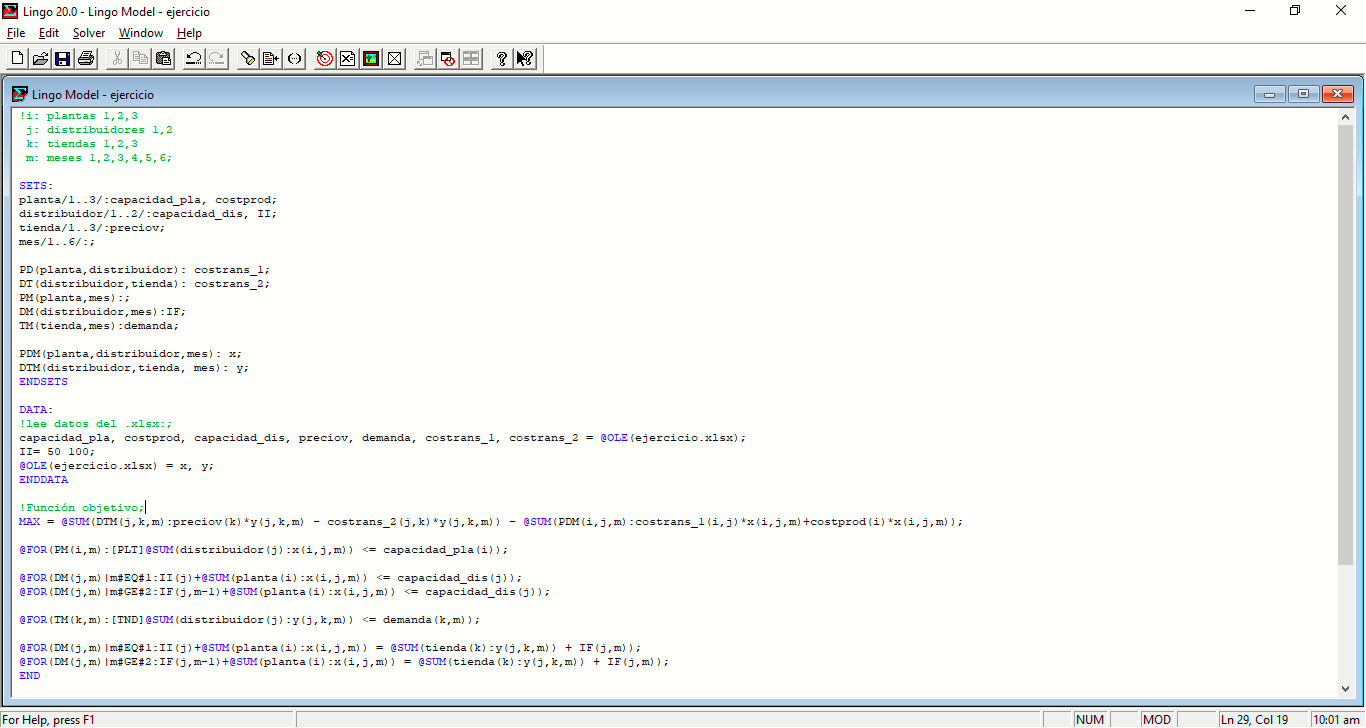 Lingo 20.0 - Lingo Model - ejercicio
File Edit Solver Window Help
Lingo Model - ejercicio
!i: plantas 1,2,3
j: distribuidores 1,2
k: tiendas 1,2,3
m: meses 1,2,3,4,5,6;
SETS:
planta/1..3/:capacidad_pla, costprod;
distribuidor/1..2/:capacidad_dis, II;
tienda/1..3/:preciov;
mes/1..6/:;
PD(planta,distribuidor): costrans_1;
DT(distribuidor,tienda): costrans_2;
PM(planta,mes):;
DM(distribuidor,mes):IF;
TM(tienda,mes):demanda;
PDM(planta,distribuidor,mes): x;
DTM(distribuidor,tienda, mes): y;
ENDSETS
DATA:
!lee datos del .xlsx:;
capacidad_pla, costprod, capacidad_dis, preciov, demanda, costrans_1, costrans_2 = @OLE(ejercicio.xlsx);
II= 50 100;
@OLE(ejercicio.xlsx) = x, y;
ENDDATA
!Función objetivo;
MAX = @SUM(DTM(j,k,m):preciov(k)*y(j,k,m) - costrans_2(j,k)*y(j,k,m)) - @SUM(PDM(i,j,m):costrans_1(i,j)*x(i,j,m)+costprod(i)*x(i,j,m));
@FOR(PM(i,m):[PLT]@SUM(distribuidor(j):x(i,j,m)) <= capacidad_pla(i));
@FOR(DM(j,m)|m#EQ#1:II(j)+@SUM(planta(i):x(i,j,m)) <= capacidad_dis(j));
@FOR(DM(j,m)|m#GE#2:IF(j,m-1)+@SUM(planta(i):x(i,j,m)) <= capacidad_dis(j));
@FOR(TM(k,m):[TND]@SUM(distribuidor(j):y(j,k,m)) <= demanda(k,m));
@FOR(DM(j,m)|m#EQ#1:II(j)+@SUM(planta(i):x(i,j,m)) = @SUM(tienda(k):y(j,k,m)) + IF(j,m));
@FOR(DM(j,m)|m#GE#2:IF(j,m-1)+@SUM(planta(i):x(i,j,m)) = @SUM(tienda(k):y(j,k,m)) + IF(j,m));
END
For Help, press F1 NUM MOD Ln 29, Col 19 10:01 am